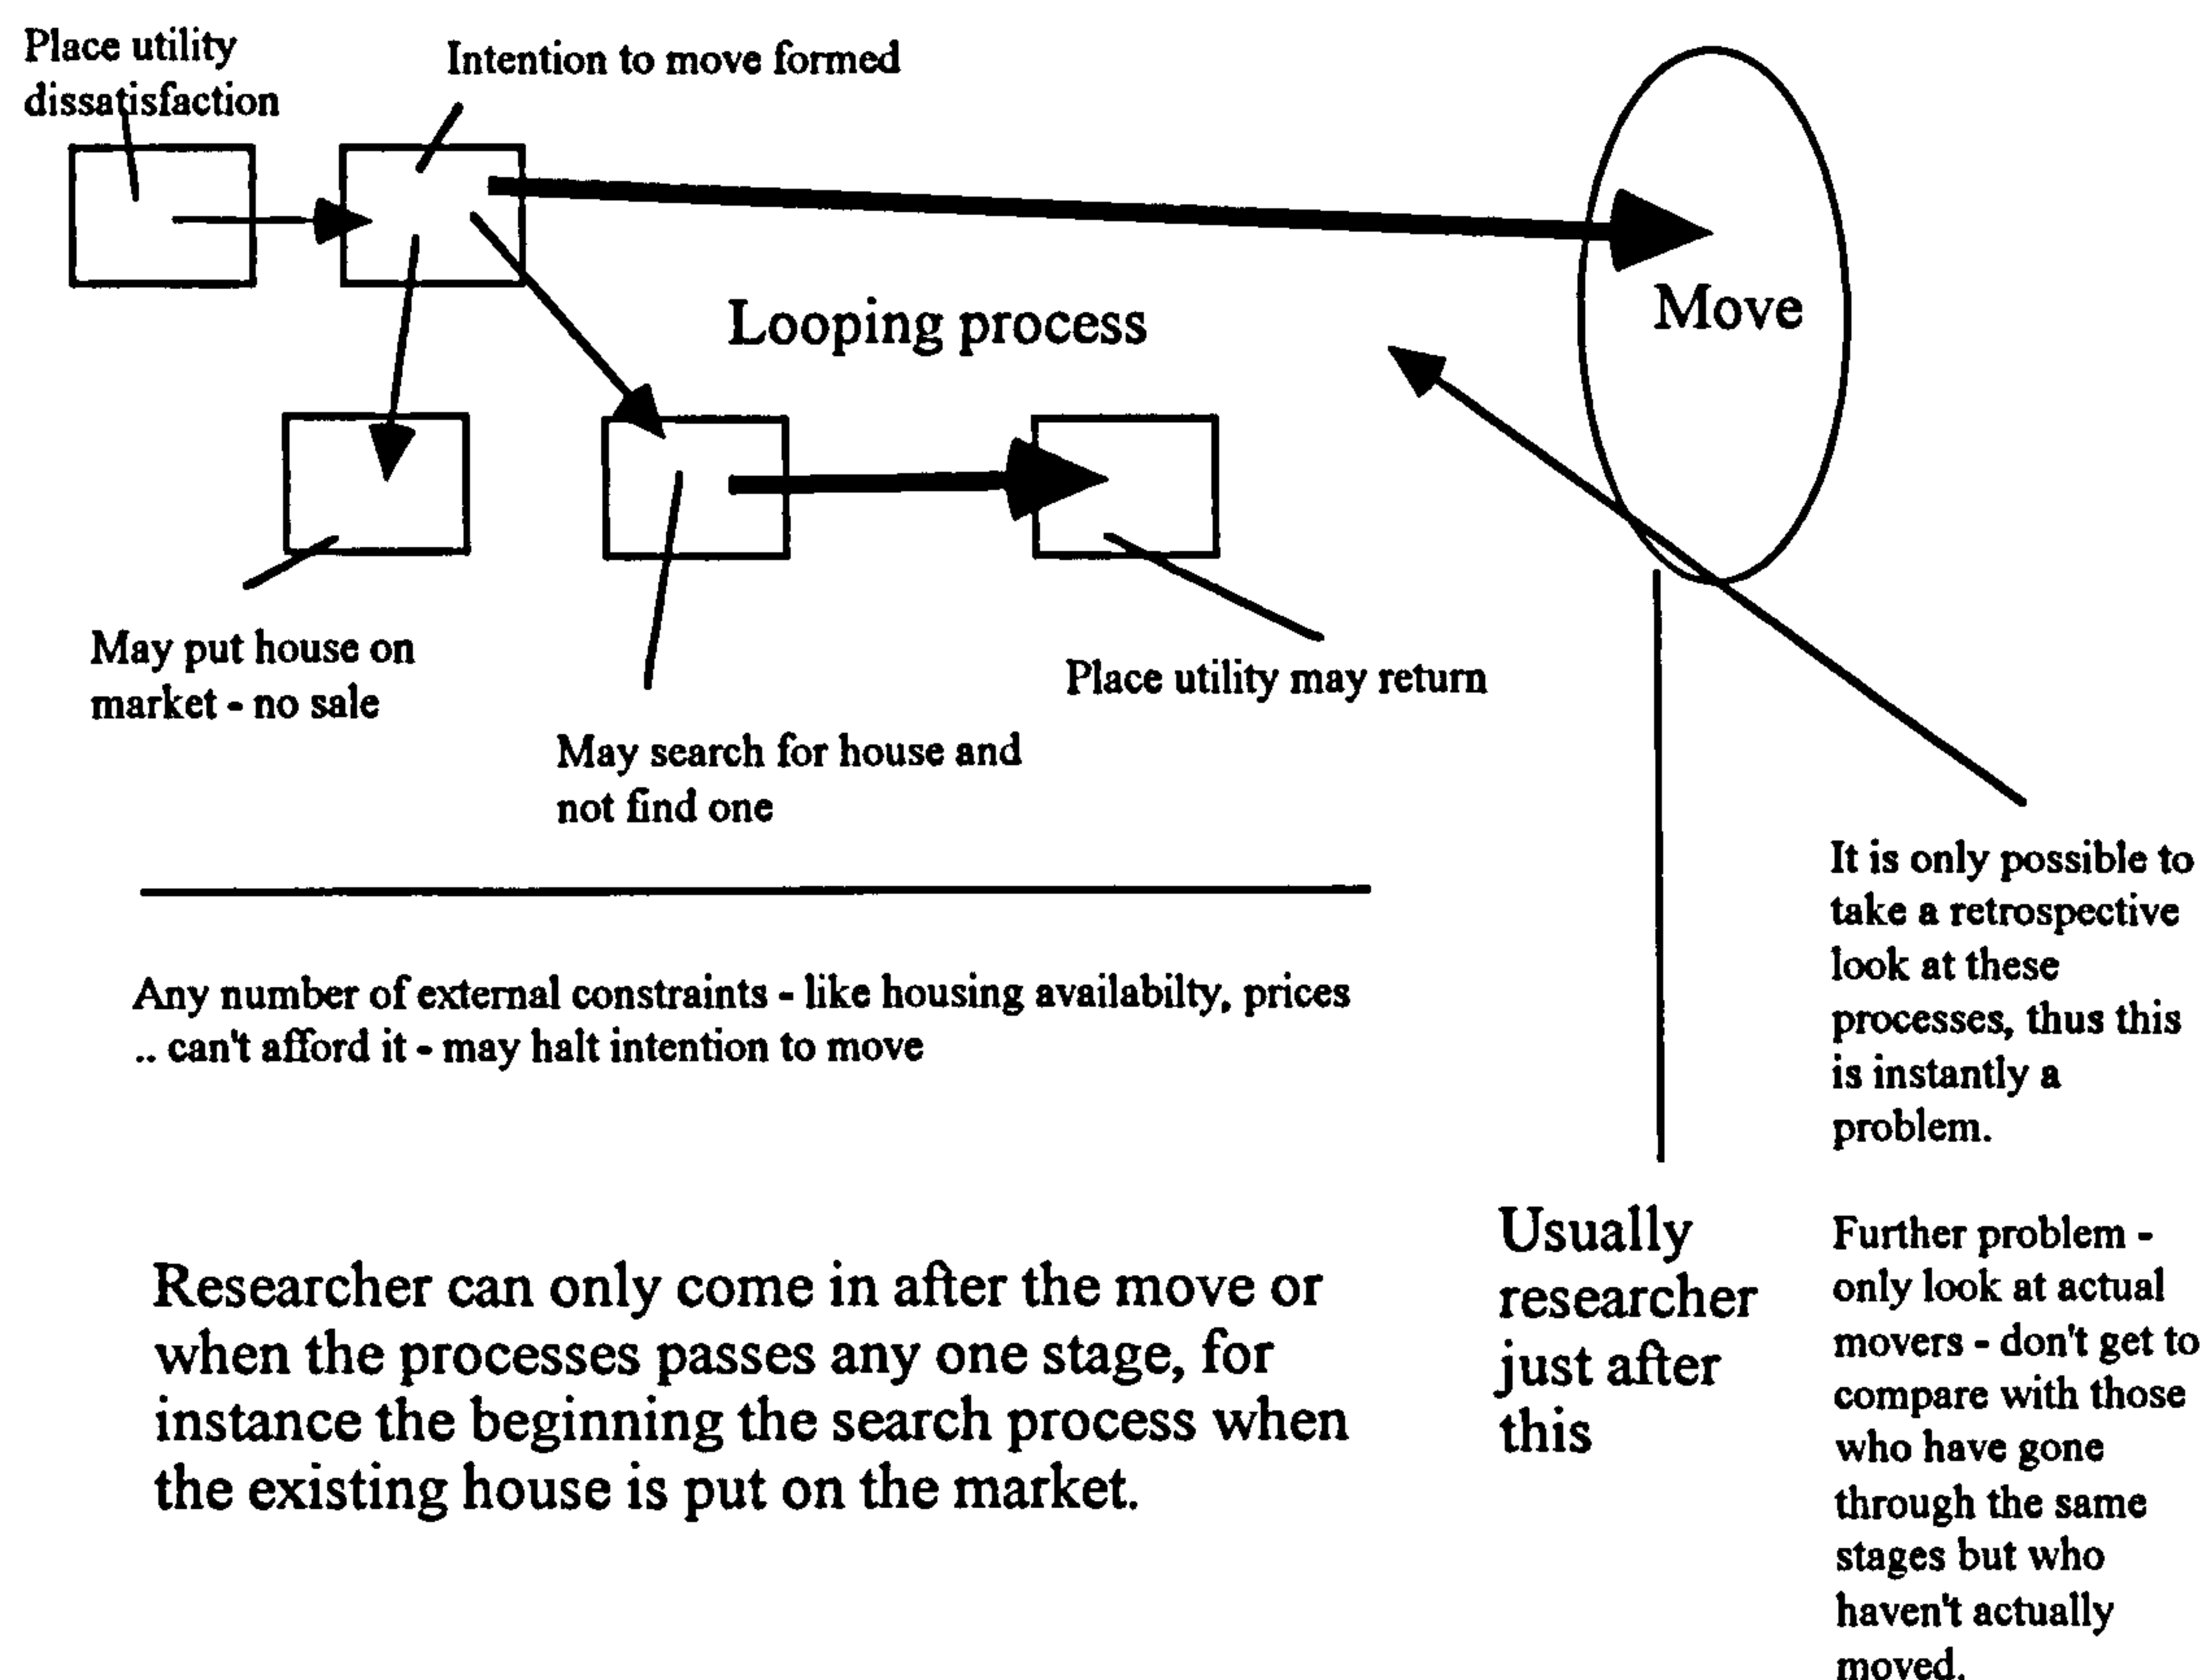 Place utility
dissatisfaction
Intention to move formed
Looping process
Move
May put house on
market - no sale
May search for house and
not find one
Place utility may return
Any number of external constraints - like housing availabilty, prices
.. can't afford it - may halt intention to move
Researcher can only come in after the move or
when the processes passes any one stage, for
instance the beginning the search process when
the existing house is put on the market.
Usually
researcher
just after
this
It is only possible to
take a retrospective
look at these
processes, thus this
is instantly a
problem.
Further problem -
only look at actual
movers - don't get to
compare with those
who have gone
through the same
stages but who
haven't actually
moved.